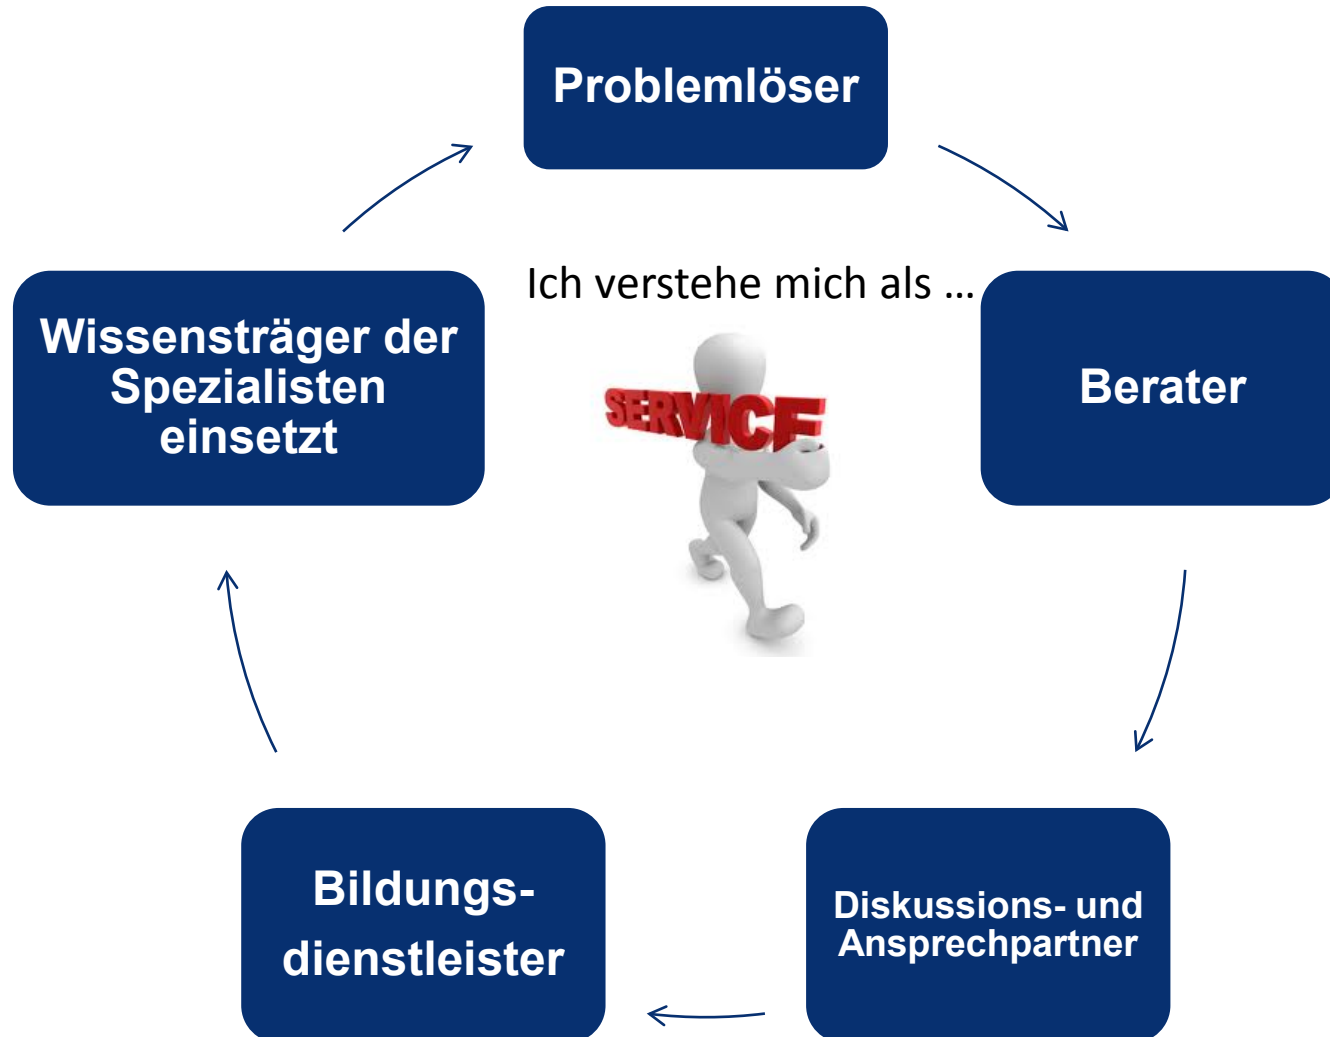 Problemlöser
Ich verstehe mich als ...
Wissensträger der
Spezialisten
einsetzt
SERVICE
Berater
Bildungs-
dienstleister
Diskussions- und
Ansprechpartner